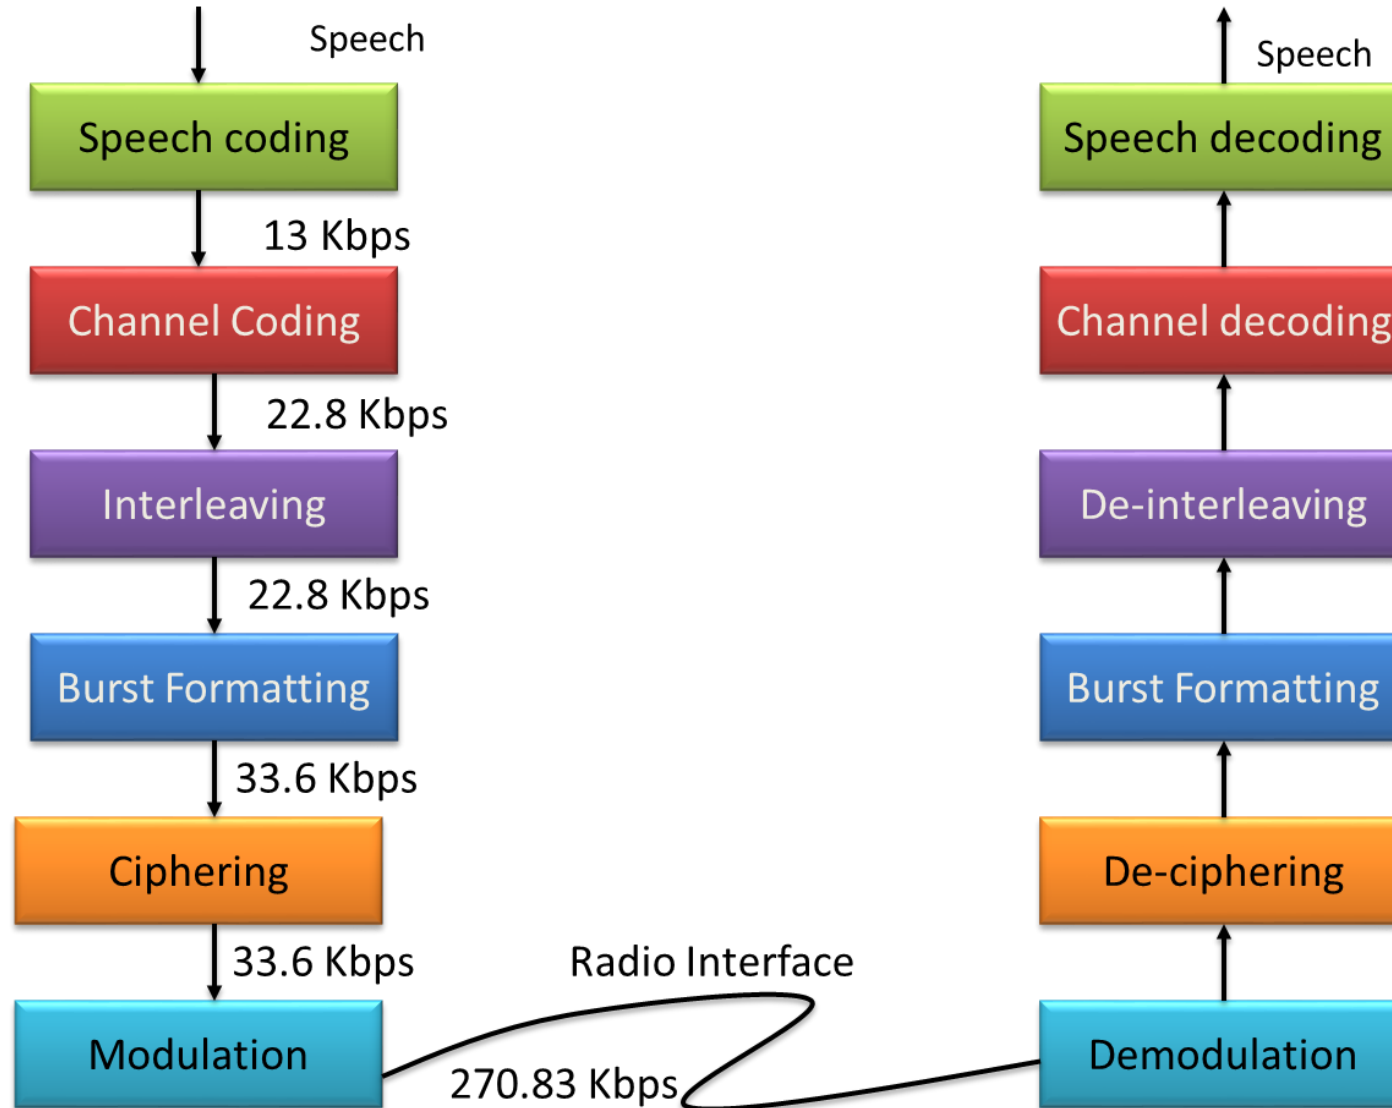 Speech
Speech coding
13 Kbps
Channel Coding
22.8 Kbps
Interleaving
22.8 Kbps
Burst Formatting
33.6 Kbps
Ciphering
33.6 Kbps
Modulation
Radio Interface
270.83 Kbps
Speech
Speech decoding
Channel decoding
De-interleaving
Burst Formatting
De-ciphering
Demodulation